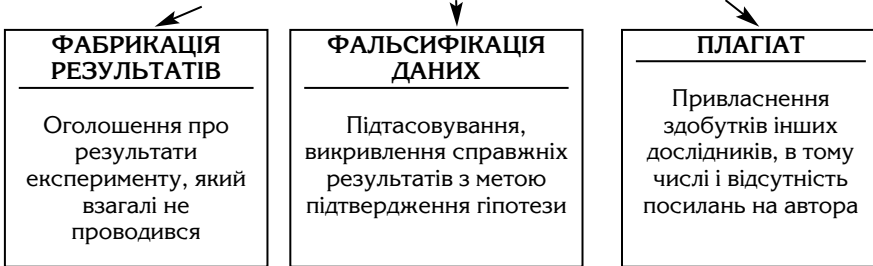 ФАБРИКАЦІЯ
РЕЗУЛЬТАТІВ
Оголошення про
результати
експерименту, який
взагалі не
проводився
ФАЛЬСИФІКАЦІЯ
ДАНИХ
Підтасовування,
викривлення справжніх
результатів з метою
підтвердження гіпотези
ПЛАГІАТ
Привласнення
здобутків інших
дослідників, в тому
числі і відсутність
посилань на автора